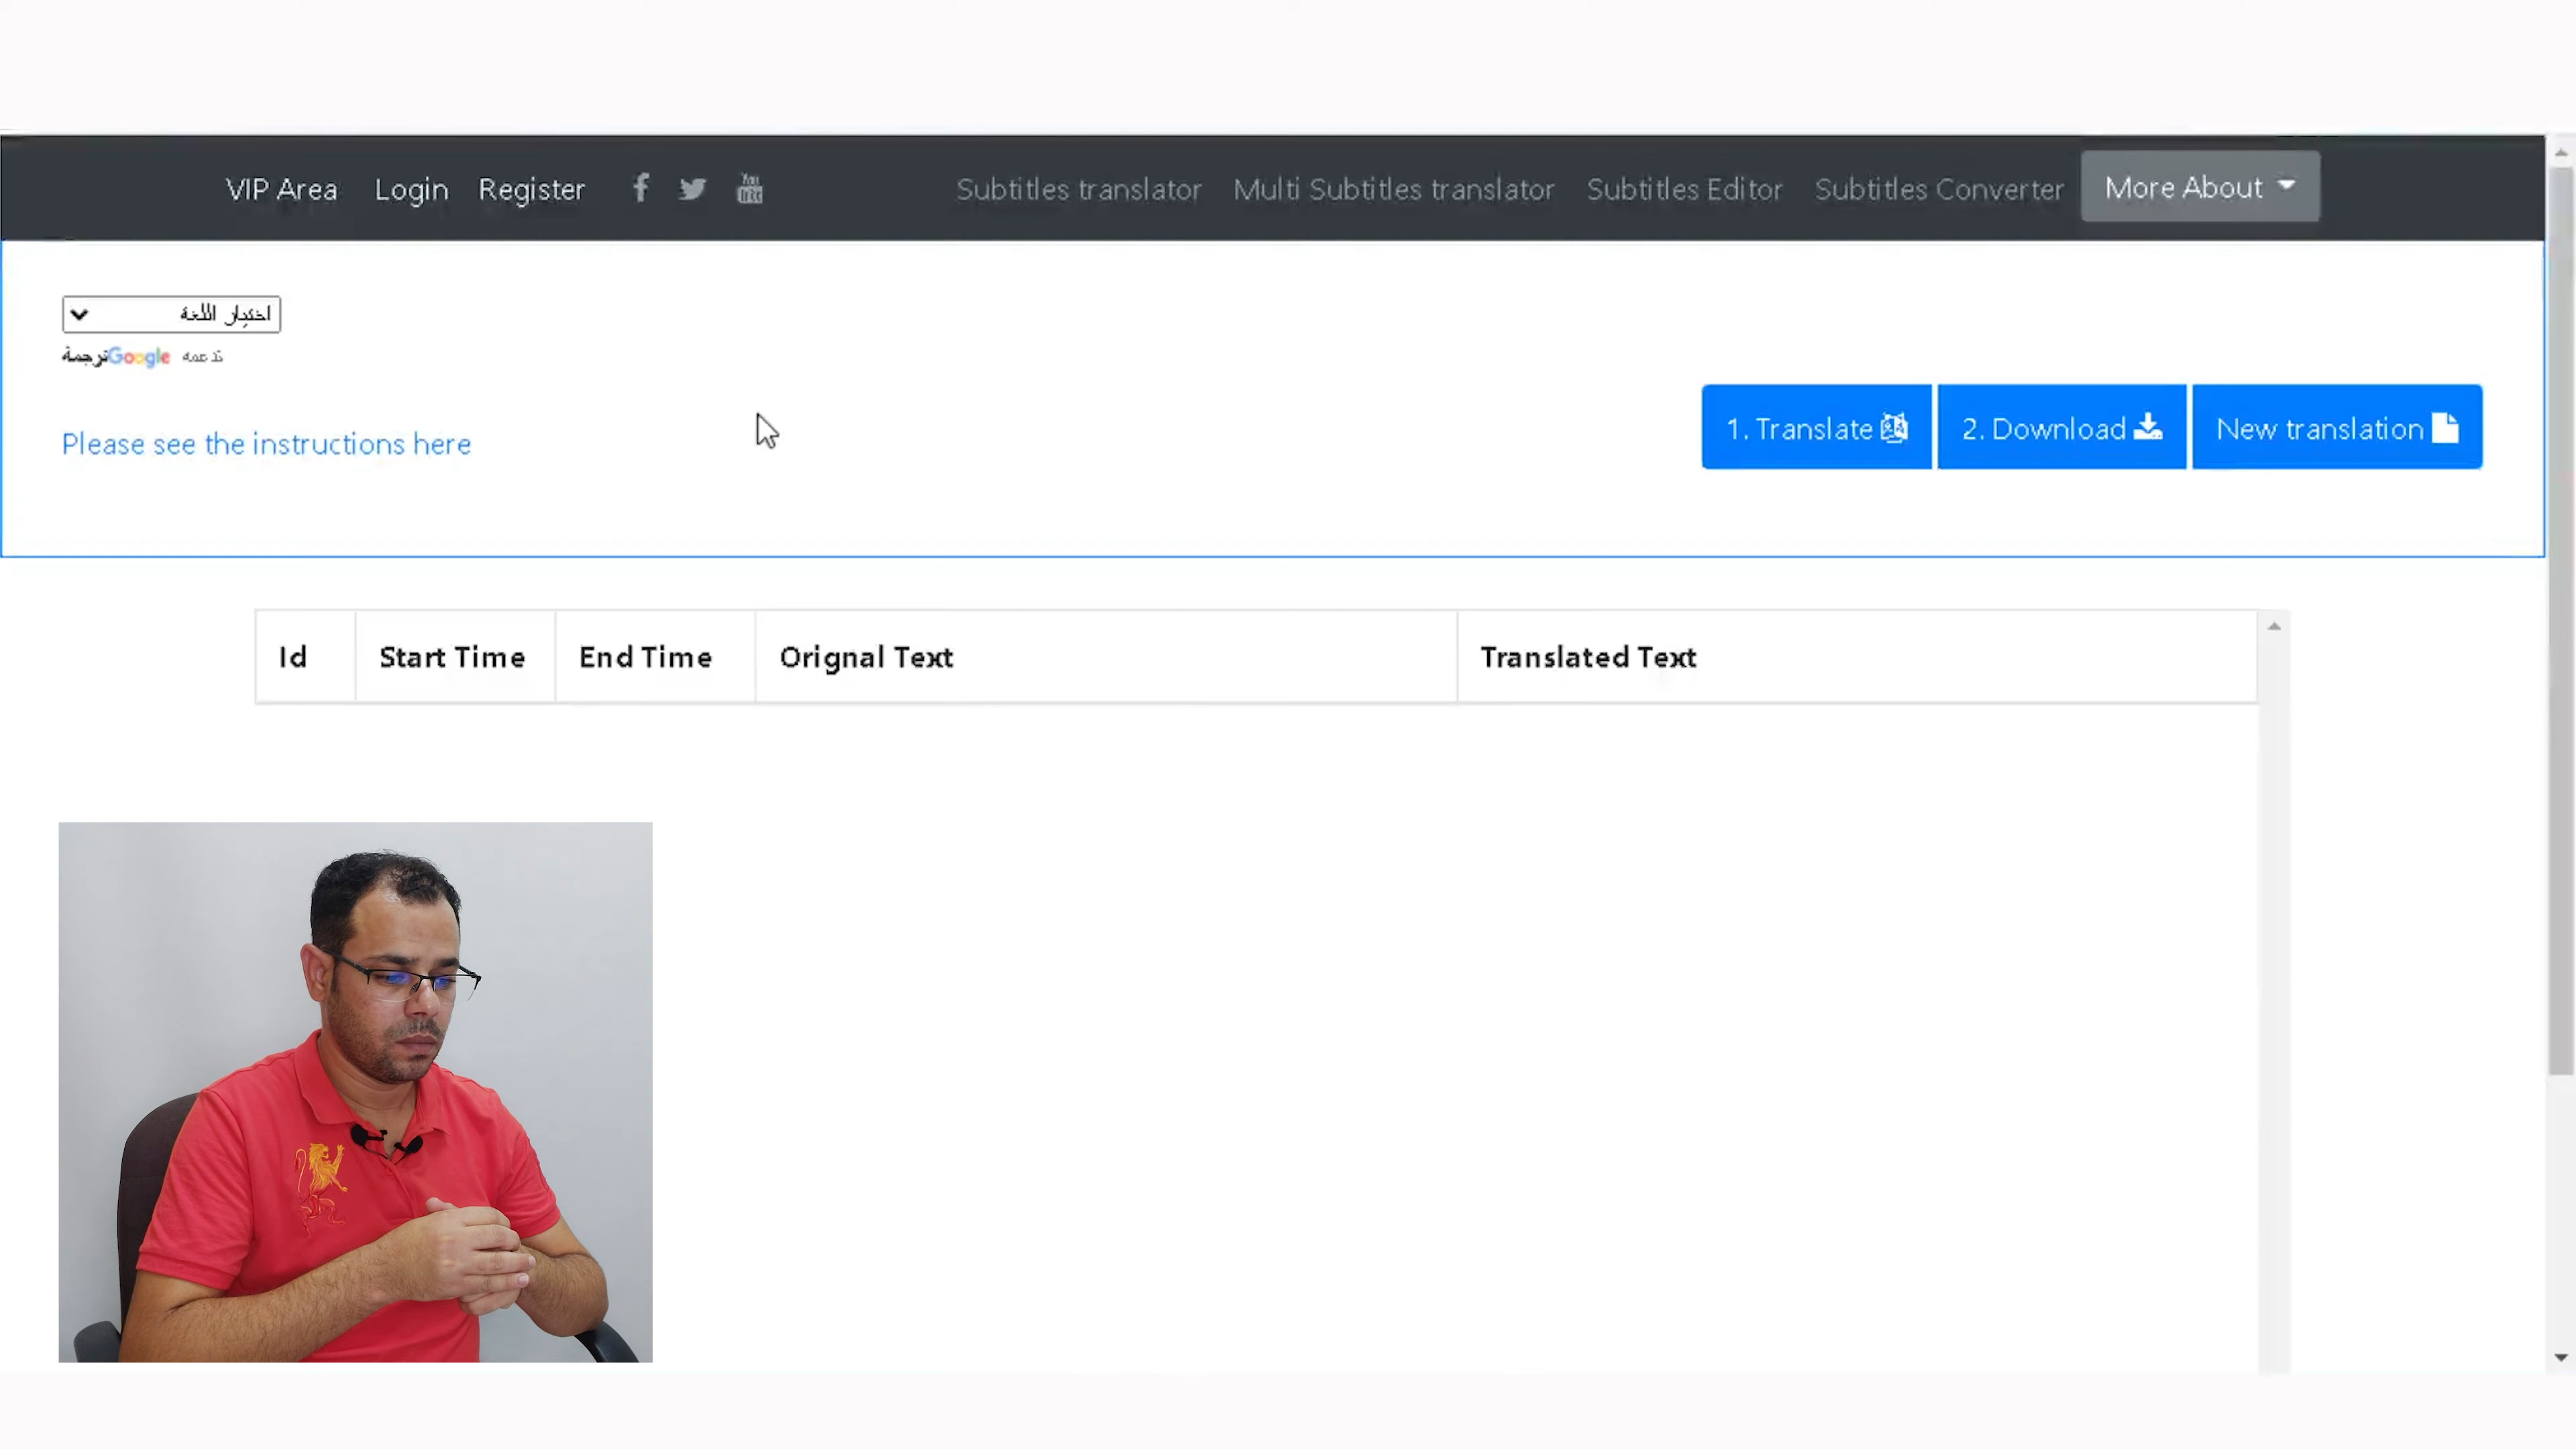 VIP Area Login Register Subtitles translator Multi Subtitles translator Subtitles Editor Subtitles Converter More About
اختيار اللغة
تدعمه Google ترجمة
Please see the instructions here
1. Translate 2. Download New translation
Id Start Time End Time Orignal Text Translated Text